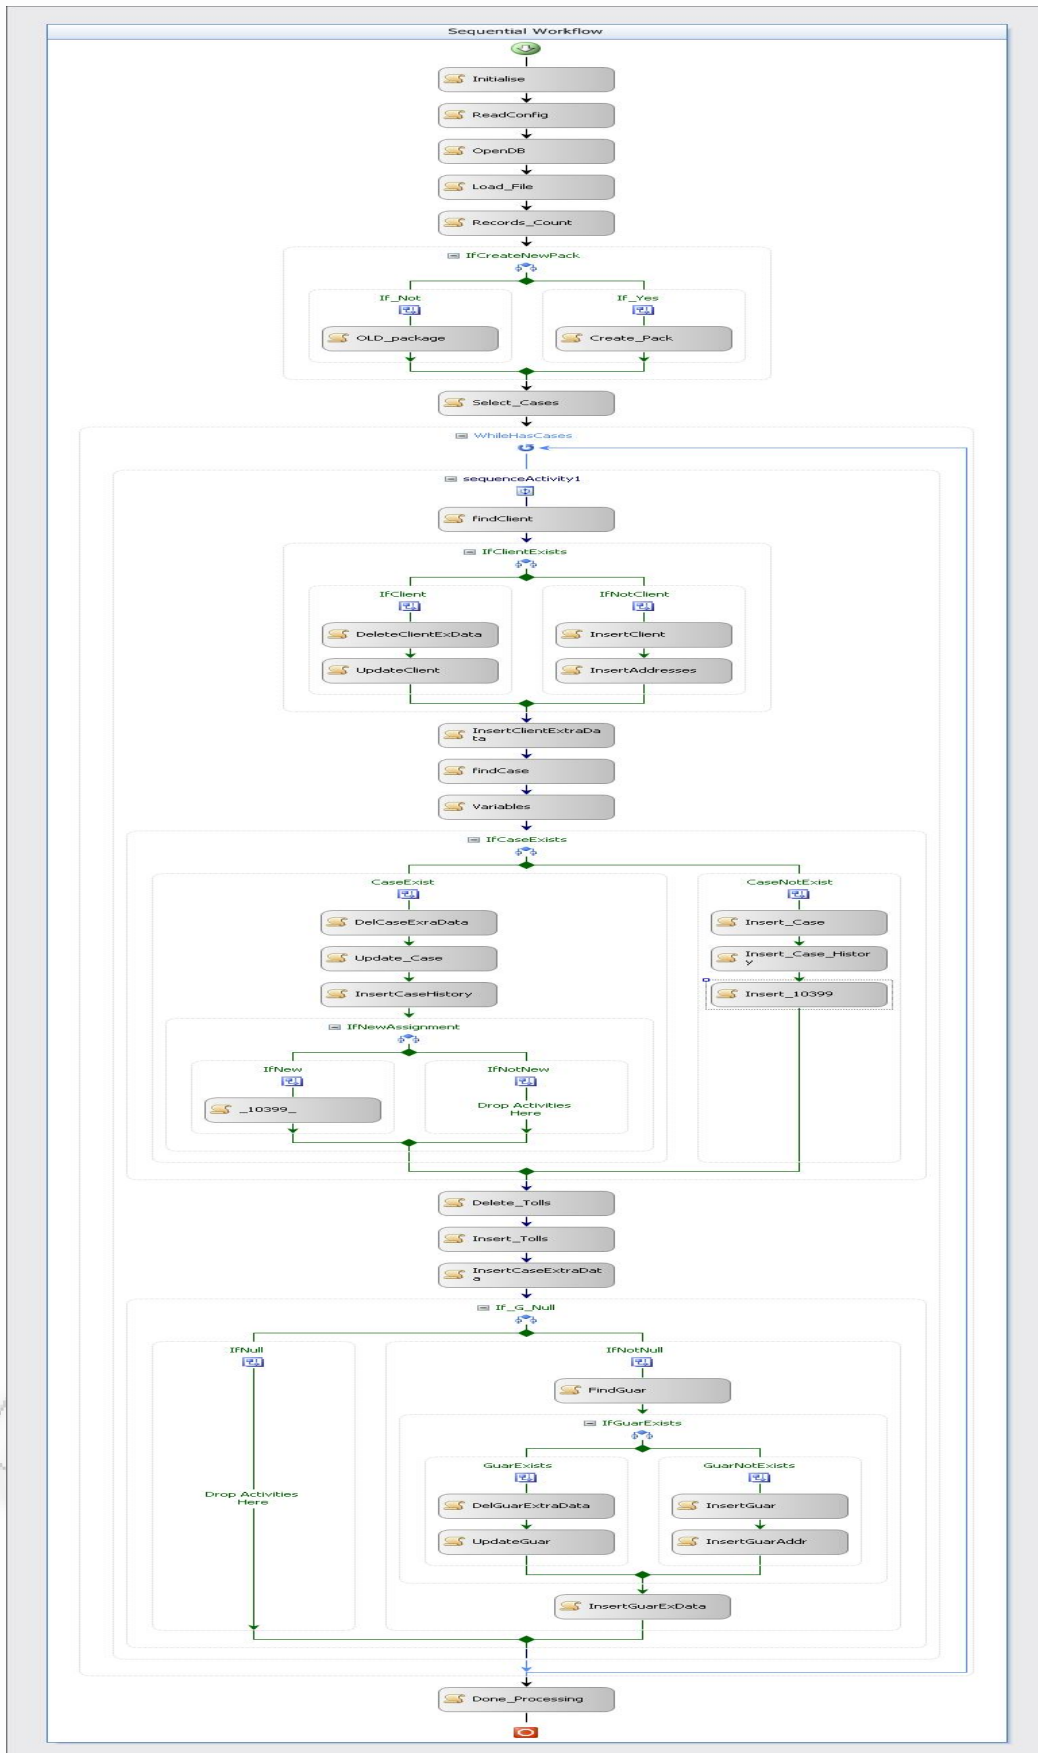 Sequential Workflow
Initialise
ReadConfig
OpenDB
Load_File
Records_Count
IfCreateNewPack
If_Not
If_Yes
OLD_package
Create_Pack
Select_Cases
WhileHasCases
sequenceActivity1
findClient
IfClientExists
IfClient
IfNotClient
DeleteClientExData
InsertClient
UpdateClient
InsertAddresses
InsertClientExtraDa
ta
findCase
Variables
IfCaseExists
CaseExist
CaseNotExist
DelCaseExraData
Insert_Case
Update_Case
Insert_Case_Histor
y
InsertCaseHistory
Insert_10399
IfNewAssignment
IfNew
IfNotNew
_10399_
Drop Activities
Here
Delete_Tolls
Insert_Tolls
InsertCaseExtraDat
a
If_G_Null
IfNull
IfNotNull
FindGuar
IfGuarExists
GuarExists
GuarNotExists
Drop Activities
Here
DelGuarExtraData
InsertGuar
UpdateGuar
InsertGuarAddr
InsertGuarExData
Done_Processing